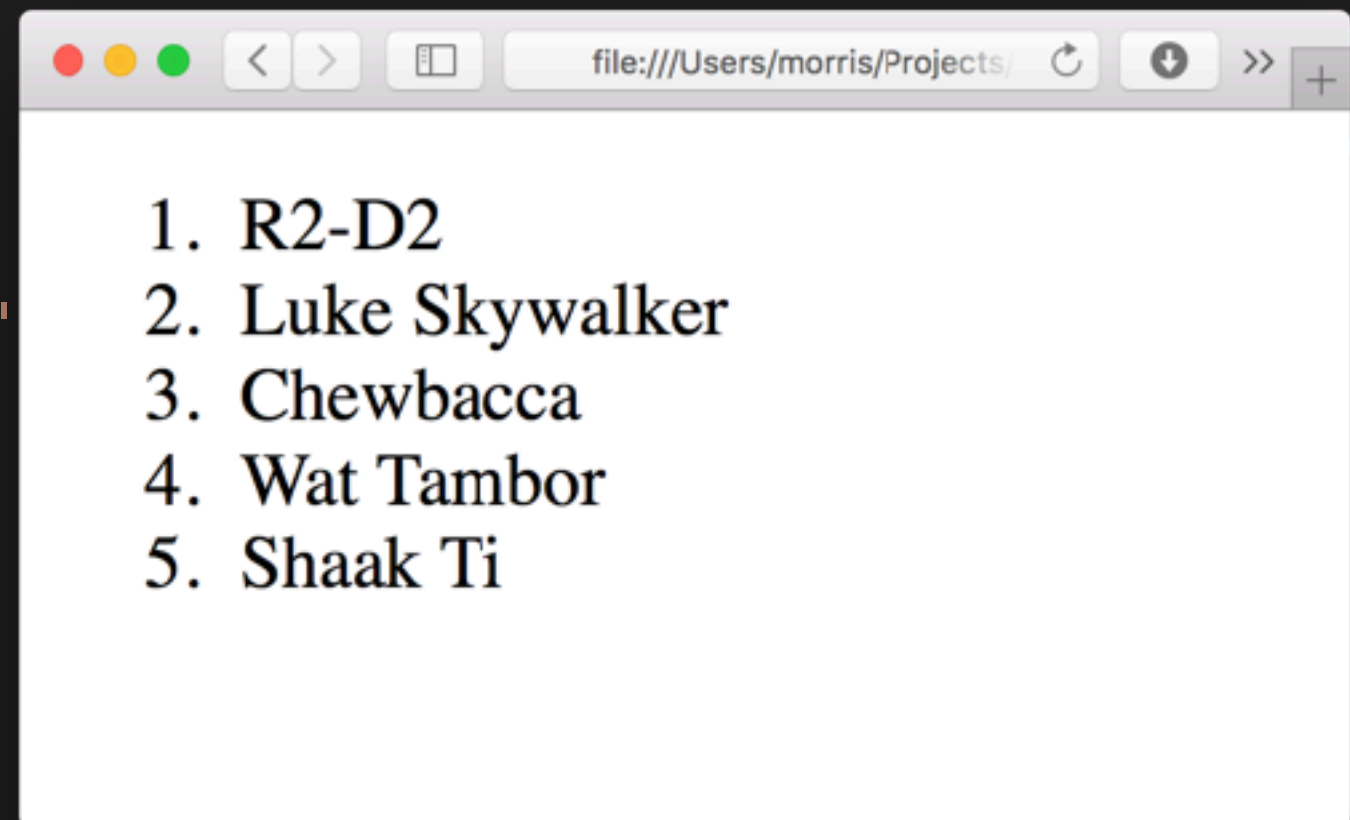 file:///Users/morris/Projects/
1. R2-D2
2. Luke Skywalker
3. Chewbacca
4. Wat Tambor
5. Shaak Ti